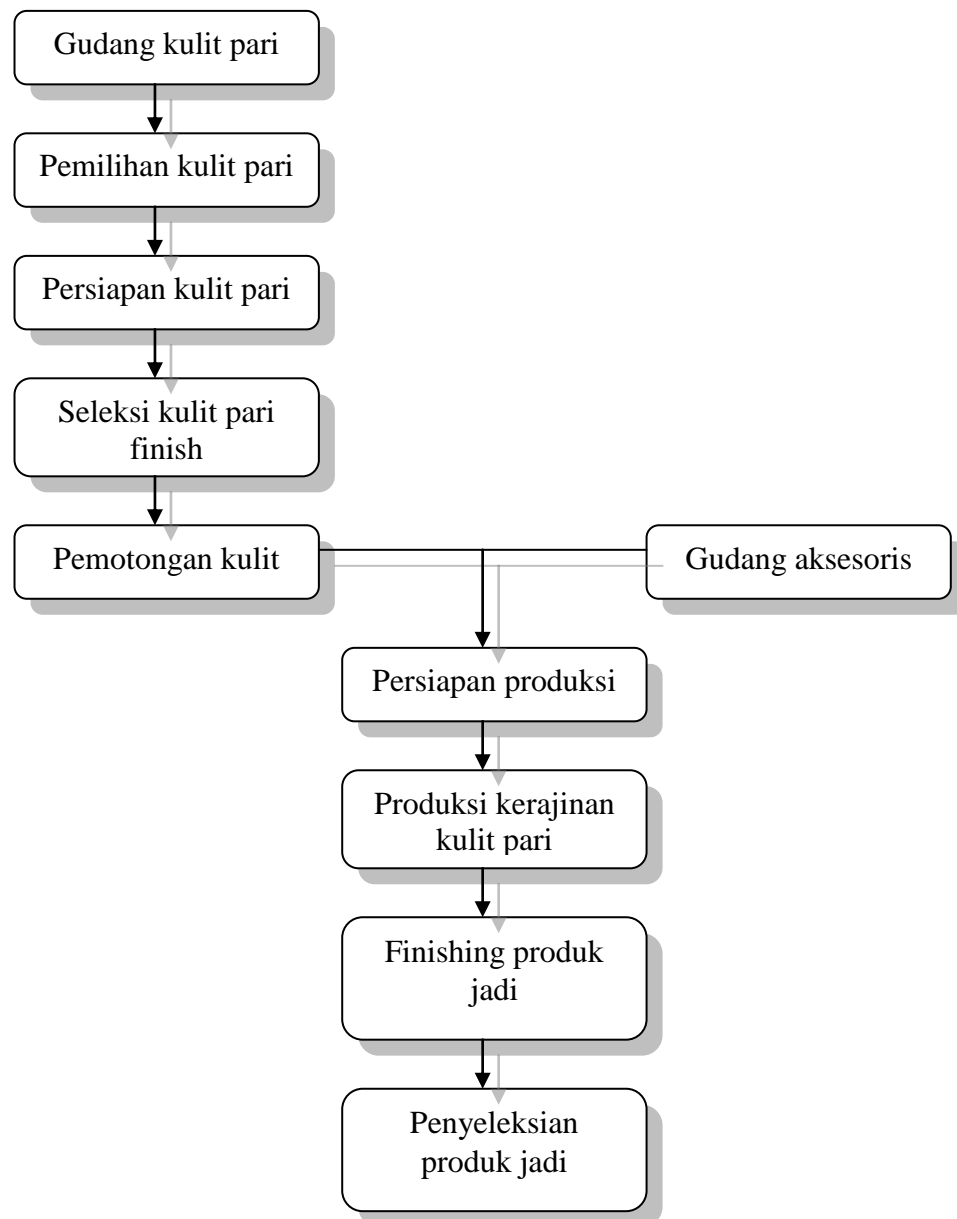 Gudang kulit pari
Pemilihan kulit pari
Persiapan kulit pari
Seleksi kulit pari
finish
Pemotongan kulit
Gudang aksesoris
Persiapan produksi
Produksi kerajinan
kulit pari
Finishing produk
jadi
Penyeleksian
produk jadi